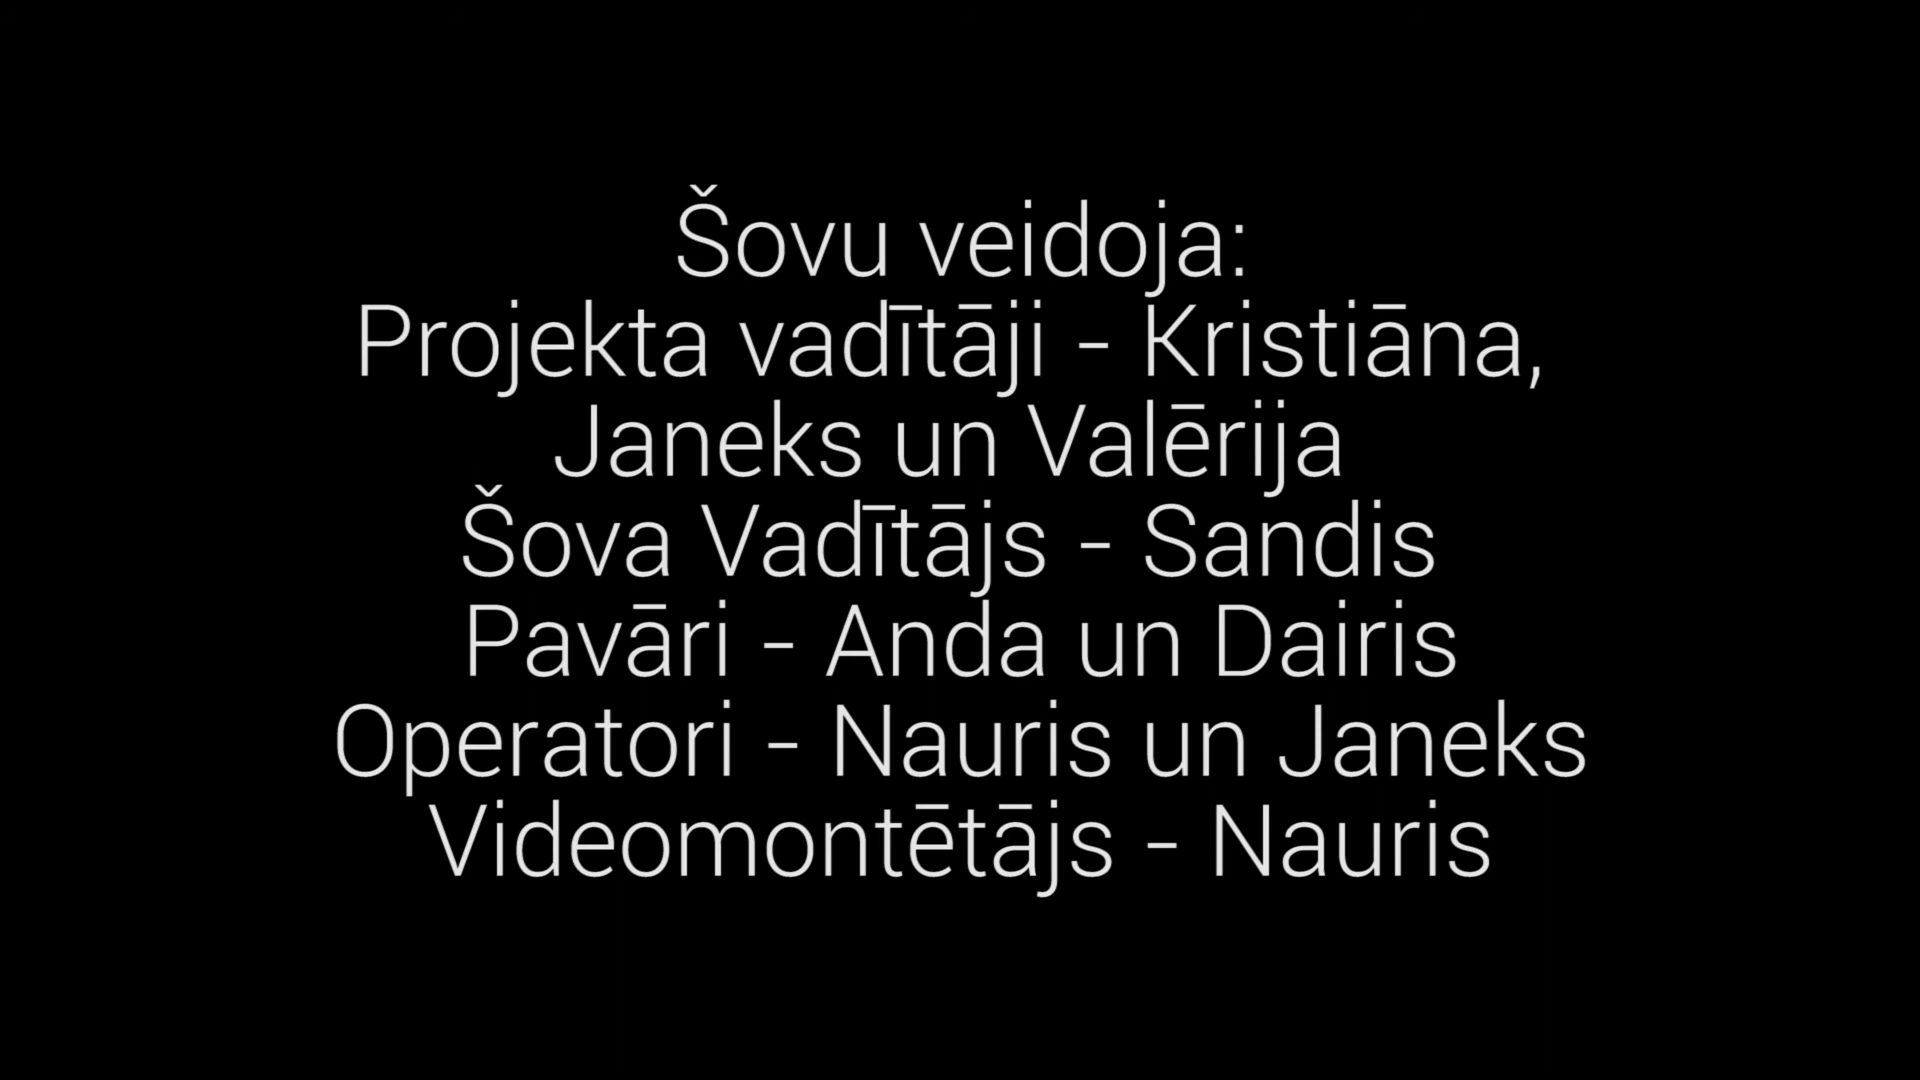 Šovu veidoja:
Projekta vadītāji - Kristiāna,
Janeks un Valērija
Šova Vadītājs - Sandis
Pavāri - Anda un Dairis
Operatori - Nauris un Janeks
Videomontētājs - Nauris